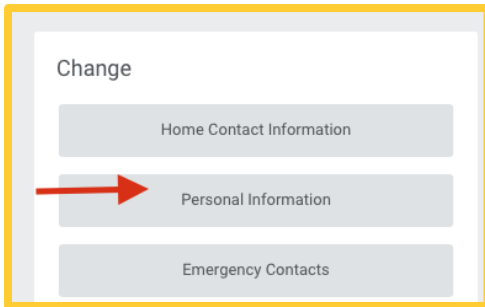 Change
Home Contact Information
Personal Information
Emergency Contacts